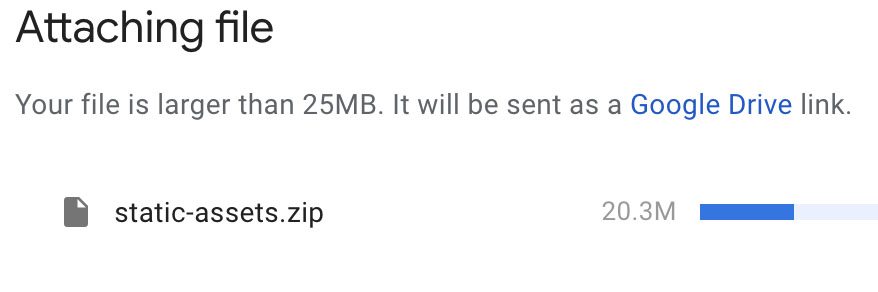 Attaching file
Your file is larger than 25MB. It will be sent as a Google Drive link.
static-assets.zip 20.3M